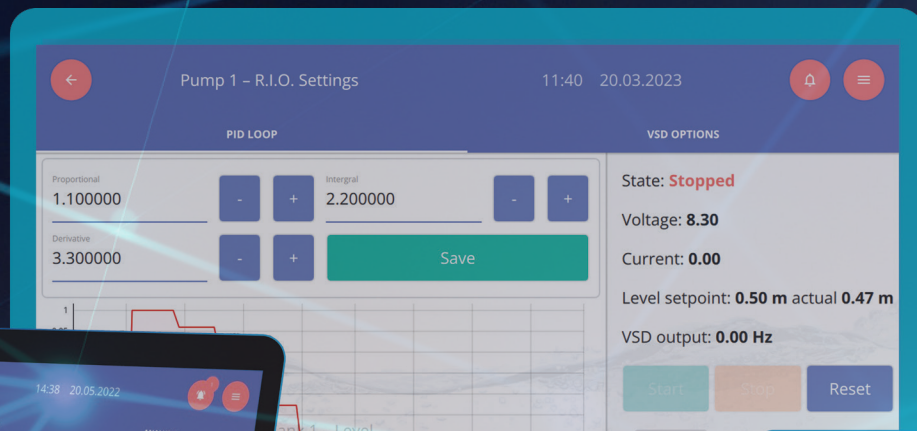 Pump 1 – R.I.O. Settings
11:40 20.03.2023
PID LOOP
VSD OPTIONS
Proportional
1.100000
-
+
Intergral
2.200000
-
+
Derivative
3.300000
-
+
Save
State: Stopped
Voltage: 8.30
Current: 0.00
Level setpoint: 0.50 m actual 0.47 m
VSD output: 0.00 Hz
Start
Stop
Reset
1
1 – Level
14:38 20.05.2022